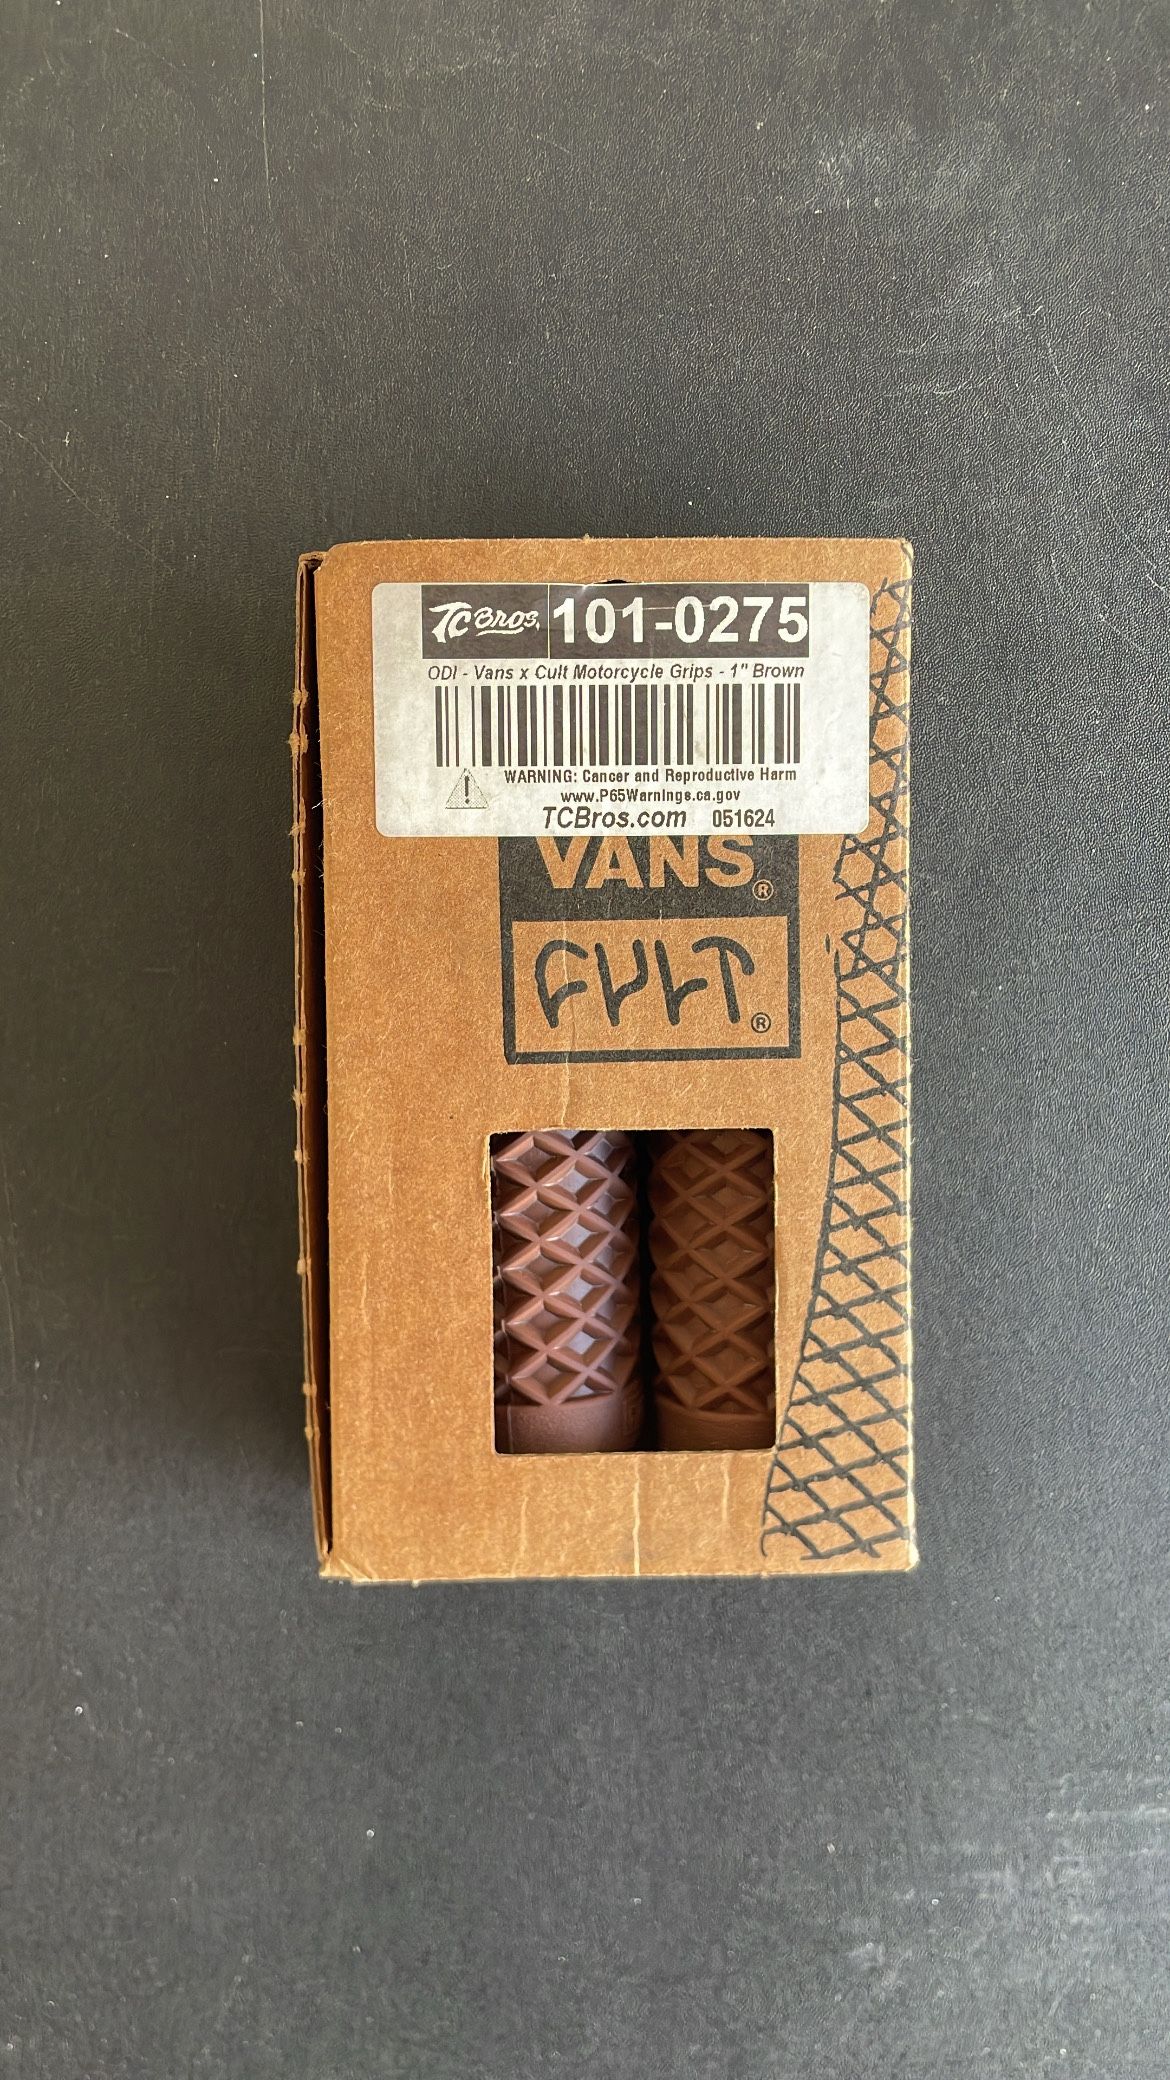 TC Bros. 101-0275
ODI - Vans x Cult Motorcycle Grips - 1" Brown
WARNING: Cancer and Reproductive Harm
www.P65Warnings.ca.gov
TCBros.com 051624
VANS®
CULT®